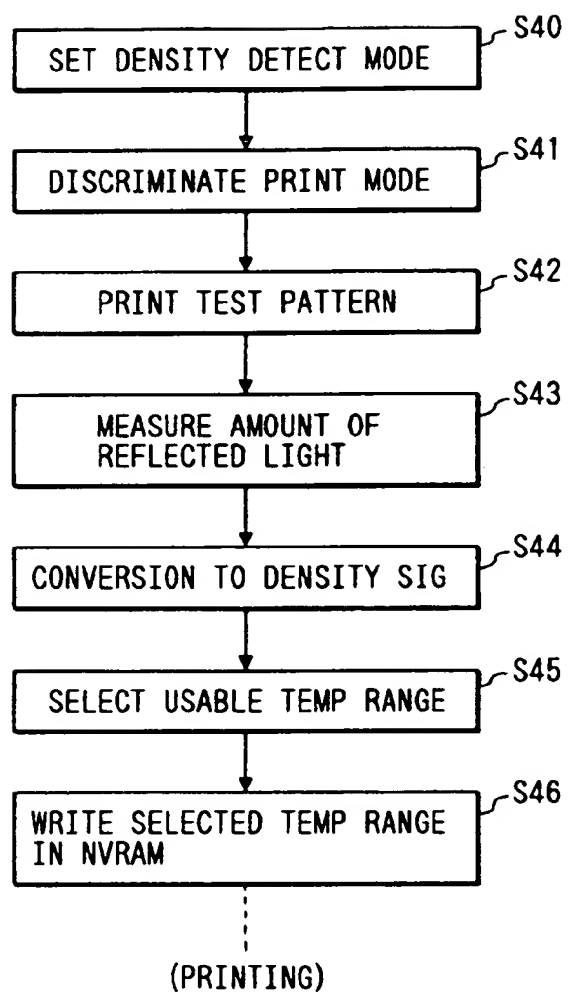 S40
SET DENSITY DETECT MODE
S41
DISCRIMINATE PRINT MODE
S42
PRINT TEST PATTERN
S43
MEASURE AMOUNT OF
REFLECTED LIGHT
S44
CONVERSION TO DENSITY SIG
S45
SELECT USABLE TEMP RANGE
S46
WRITE SELECTED TEMP RANGE
IN NVRAM
(PRINTING)